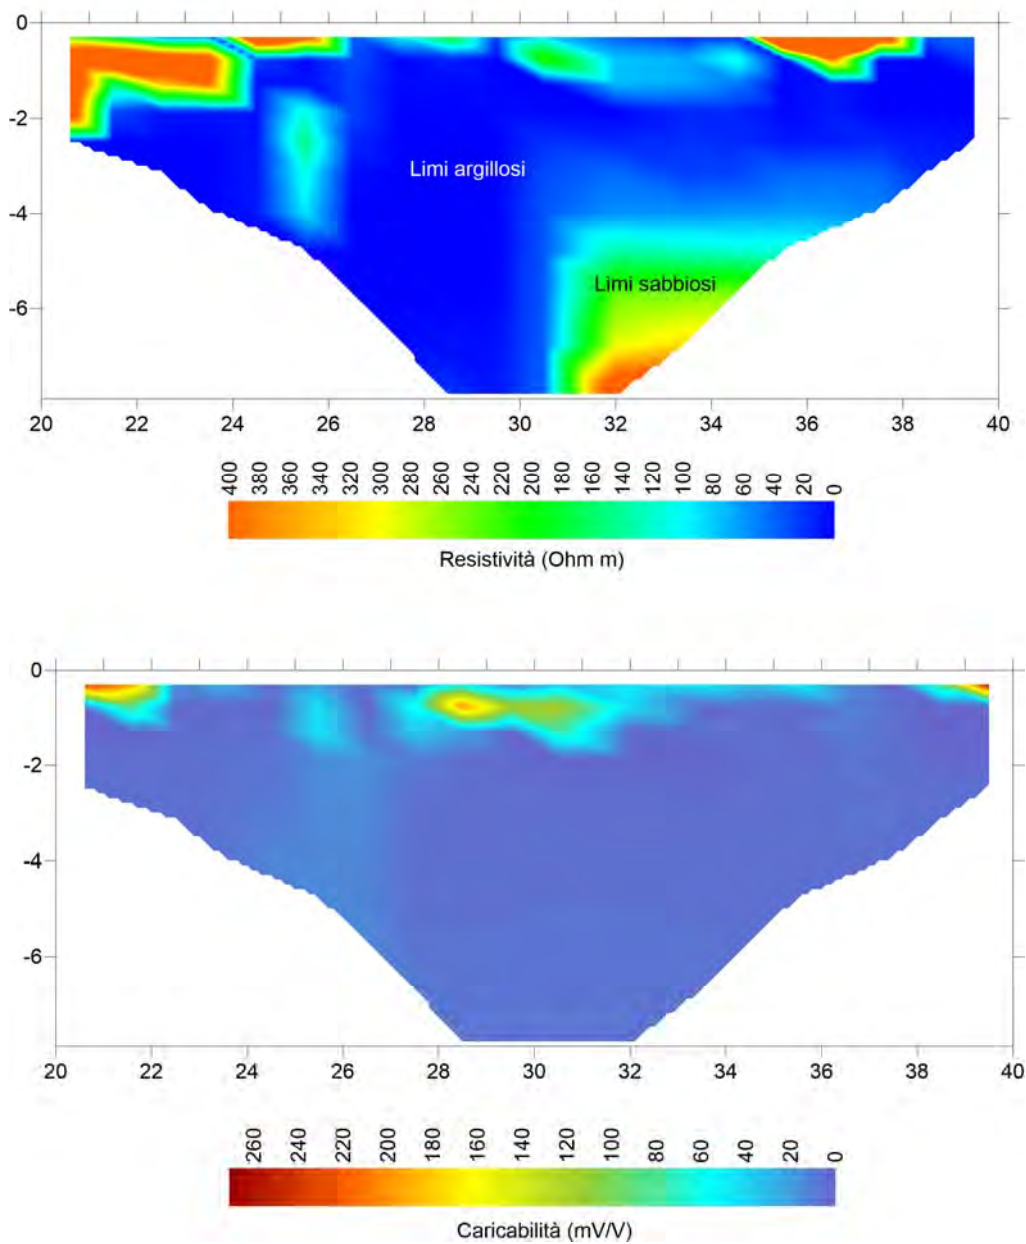 0
-2
-4
-6
Limi argillosi
Limi sabbiosi
20 22 24 26 28 30 32 34 36 38 40
400 380 360 340 320 300 280 260 240 220 200 180 160 140 120 100 80 60 40 20 0
Resistività (Ohm m)
0
-2
-4
-6
20 22 24 26 28 30 32 34 36 38 40
260 240 220 200 180 160 140 120 100 80 60 40 20 0
Caricabilità (mV/V)